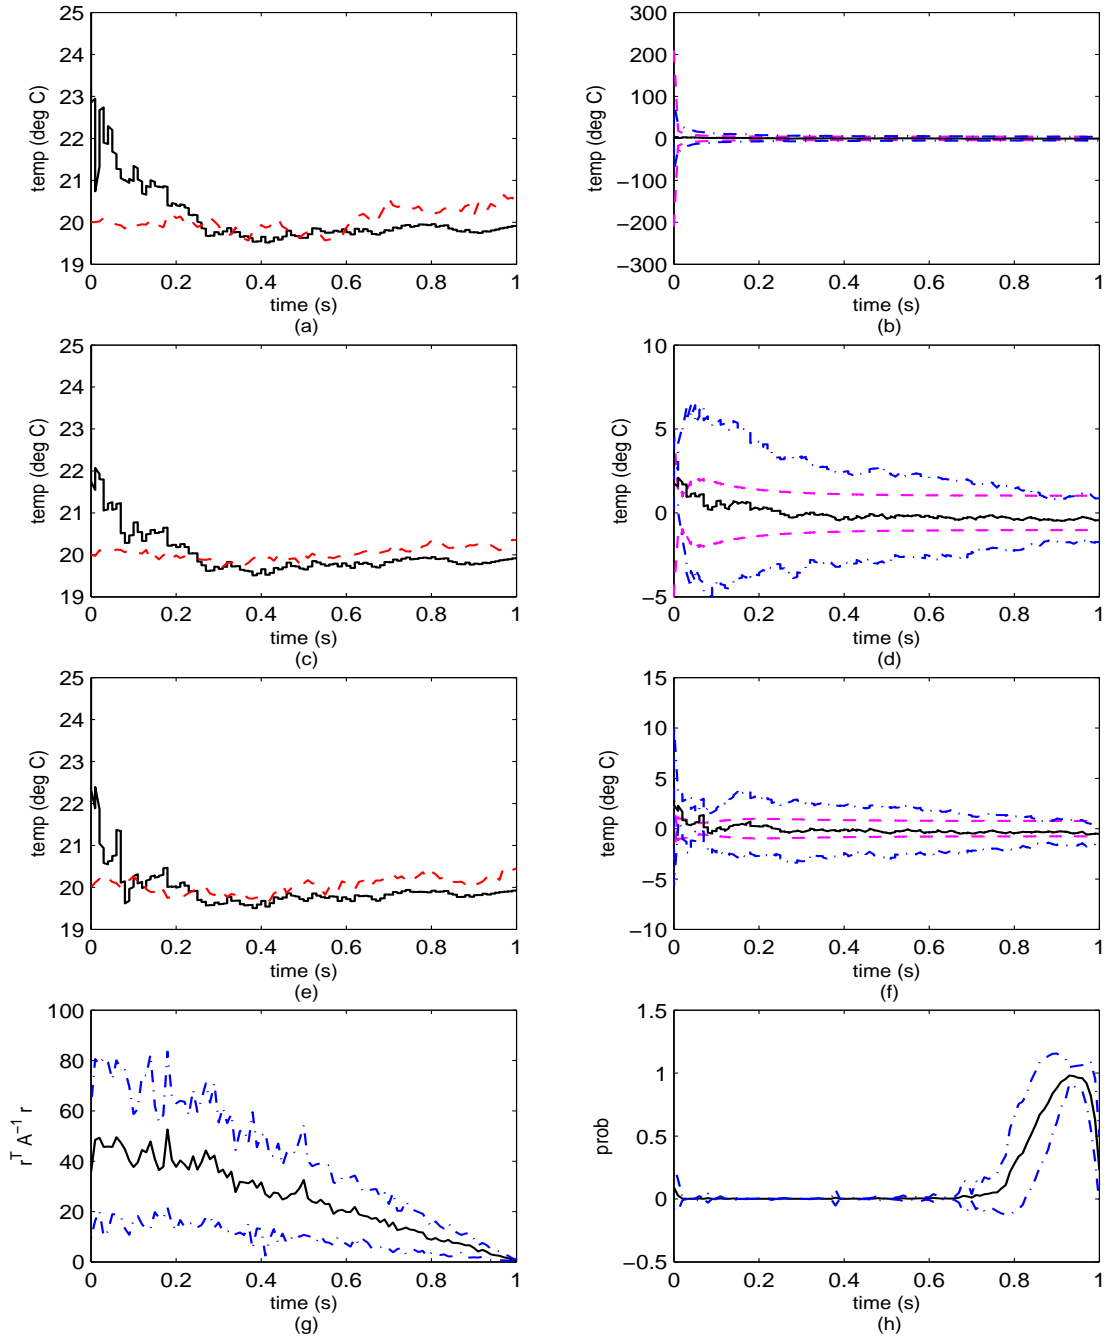 25
24
23
22
21
20
19
temp (deg C)
0 0.2 0.4 0.6 0.8 1
time (s)
(a)
300
200
100
0
−100
−200
−300
temp (deg C)
0 0.2 0.4 0.6 0.8 1
time (s)
(b)
25
24
23
22
21
20
19
temp (deg C)
0 0.2 0.4 0.6 0.8 1
time (s)
(c)
10
5
0
−5
temp (deg C)
0 0.2 0.4 0.6 0.8 1
time (s)
(d)
25
24
23
22
21
20
19
temp (deg C)
0 0.2 0.4 0.6 0.8 1
time (s)
(e)
15
10
5
0
−5
−10
temp (deg C)
0 0.2 0.4 0.6 0.8 1
time (s)
(f)
100
80
60
40
20
0
r^T A^−1 r
0 0.2 0.4 0.6 0.8 1
time (s)
(g)
1.5
1
0.5
0
−0.5
prob
0 0.2 0.4 0.6 0.8 1
time (s)
(h)